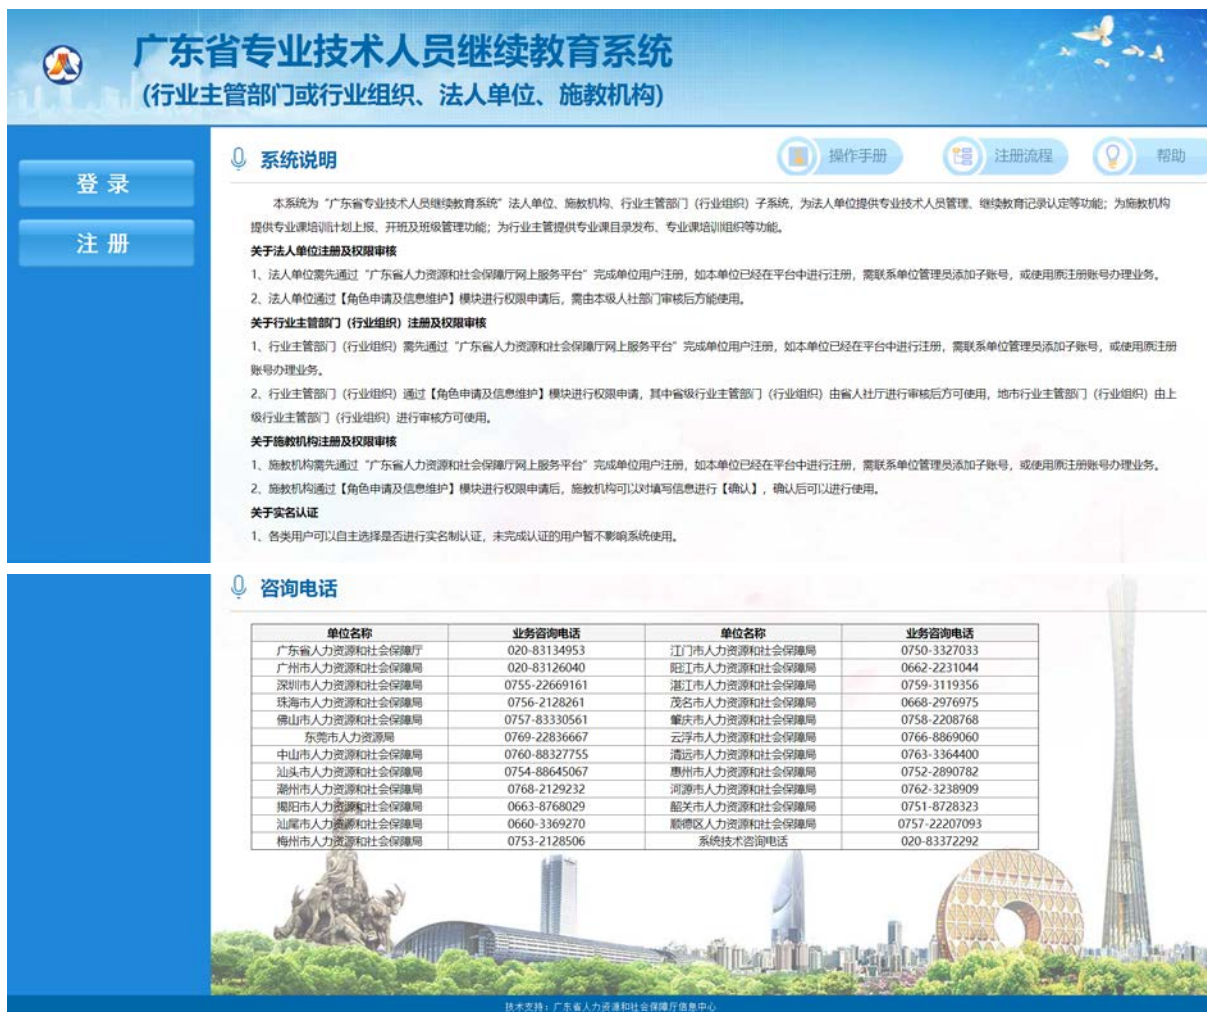 广东省专业技术人员继续教育系统
(行业主管部门或行业组织、法人单位、施教机构)
登 录
注 册
系统说明
操作手册
注册流程
帮助
本系统为“广东省专业技术人员继续教育系统”法人单位、施教机构、行业主管部门（行业组织）子系统，为法人单位提供专业技术人员管理、继续教育记录认定等功能；为施教机构
提供专业课培训计划上报、开班及班级管理功能；为行业主管提供专业课目录发布、专业课培训组织等功能。
关于法人单位注册及权限审核
1、法人单位需先通过“广东省人力资源和社会保障厅网上服务平台”完成单位用户注册，如本单位已经在平台中进行注册，需联系单位管理员添加子账号，或使用原注册账号办理业务。
2、法人单位通过【角色申请及信息维护】模块进行权限申请后，需由本级人社部门审核后方能使用。
关于行业主管部门（行业组织）注册及权限审核
1、行业主管部门（行业组织）需先通过“广东省人力资源和社会保障厅网上服务平台”完成单位用户注册，如本单位已经在平台中进行注册，需联系单位管理员添加子账号，或使用原注册
账号办理业务。
2、行业主管部门（行业组织）通过【角色申请及信息维护】模块进行权限申请，其中省级行业主管部门（行业组织）由省人社厅进行审核后方可使用，地市行业主管部门（行业组织）由上
级行业主管部门（行业组织）进行审核方可使用。
关于施教机构注册及权限审核
1、施教机构需先通过“广东省人力资源和社会保障厅网上服务平台”完成单位用户注册，如本单位已经在平台中进行注册，需联系单位管理员添加子账号，或使用原注册账号办理业务。
2、施教机构通过【角色申请及信息维护】模块进行权限申请后，施教机构可以对填写信息进行【确认】，确认后可以进行使用。
关于实名认证
1、各类用户可以自主选择是否进行实名制认证，未完成认证的用户暂不影响系统使用。
咨询电话
单位名称 业务咨询电话 单位名称 业务咨询电话
广东省人力资源和社会保障厅 020-83134953 江门市人力资源和社会保障局 0750-3327033
广州市人力资源和社会保障局 020-83126040 阳江市人力资源和社会保障局 0662-2231044
深圳市人力资源和社会保障局 0755-22669161 湛江市人力资源和社会保障局 0759-3119356
珠海市人力资源和社会保障局 0756-2128261 茂名市人力资源和社会保障局 0668-2976975
佛山市人力资源和社会保障局 0757-83330561 肇庆市人力资源和社会保障局 0758-2208768
东莞市人力资源局 0769-22836667 云浮市人力资源和社会保障局 0766-8869060
中山市人力资源和社会保障局 0760-88327755 清远市人力资源和社会保障局 0763-3364400
汕头市人力资源和社会保障局 0754-88645067 惠州市人力资源和社会保障局 0752-2890782
潮州市人力资源和社会保障局 0768-2129232 河源市人力资源和社会保障局 0762-3238909
揭阳市人力资源和社会保障局 0663-8768029 韶关市人力资源和社会保障局 0751-8728323
汕尾市人力资源和社会保障局 0660-3369270 顺德区人力资源和社会保障局 0757-22207093
梅州市人力资源和社会保障局 0753-2128506 系统技术咨询电话 020-83372292
技术支持：广东省人力资源和社会保障厅信息中心